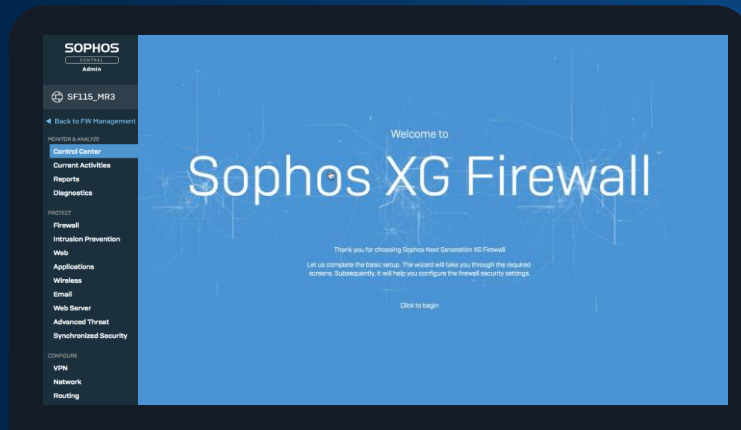 SOPHOS
CENTRAL
Admin
SF115_MR3
Back to FW Management
MONITOR & ANALYZE
Control Center
Current Activities
Reports
Diagnostics
PROTECT
Firewall
Intrusion Prevention
Web
Applications
Wireless
Email
Web Server
Advanced Threat
Synchronized Security
CONFIGURE
VPN
Network
Routing
Welcome to
Sophos XG Firewall
Thank you for choosing Sophos Next Generation XG Firewall
Let us complete the basic setup. The wizard will take you through the required
screens. Subsequently, it will help you configure the firewall security settings.
Click to begin